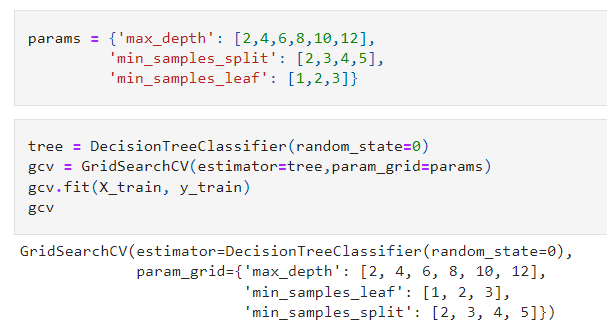 params = {'max_depth': [2,4,6,8,10,12],
         'min_samples_split': [2,3,4,5],
         'min_samples_leaf': [1,2,3]}
tree = DecisionTreeClassifier(random_state=0)
gcv = GridSearchCV(estimator=tree,param_grid=params)
gcv.fit(X_train, y_train)
gcv
GridSearchCV(estimator=DecisionTreeClassifier(random_state=0),
             param_grid={'max_depth': [2, 4, 6, 8, 10, 12],
                         'min_samples_leaf': [1, 2, 3],
                         'min_samples_split': [2, 3, 4, 5]})